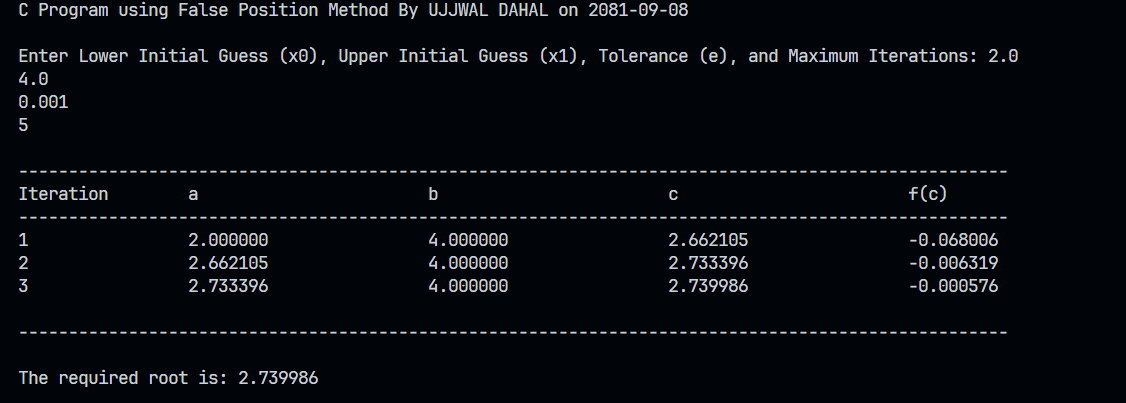 C Program using False Position Method By UJJWAL DAHAL on 2081-09-08
Enter Lower Initial Guess (x0), Upper Initial Guess (x1), Tolerance (e), and Maximum Iterations: 2.0
4.0
0.001
5
---------------------------------------------------------------------------------------------------
Iteration a b c f(c)
---------------------------------------------------------------------------------------------------
1 2.000000 4.000000 2.662105 -0.068006
2 2.662105 4.000000 2.733396 -0.006319
3 2.733396 4.000000 2.739986 -0.000576
---------------------------------------------------------------------------------------------------
The required root is: 2.739986